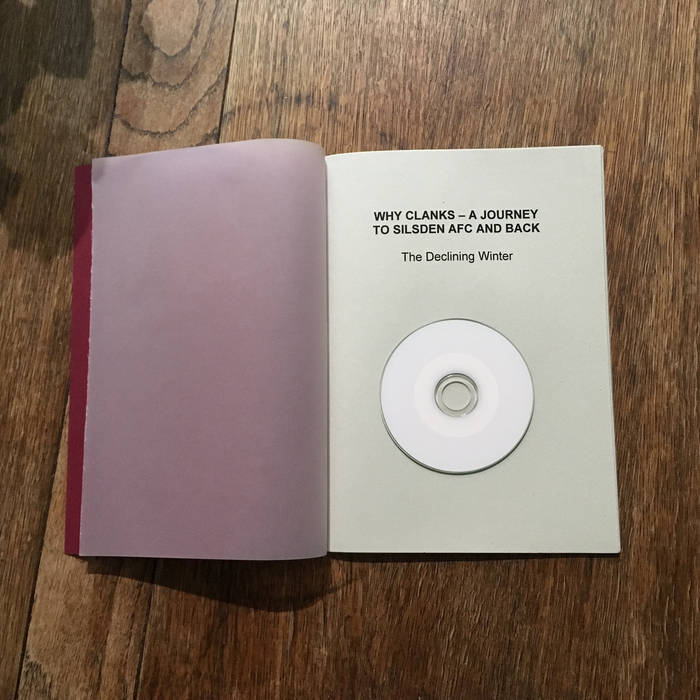 WHY CLANKS – A JOURNEY
TO SILSDEN AFC AND BACK
The Declining Winter